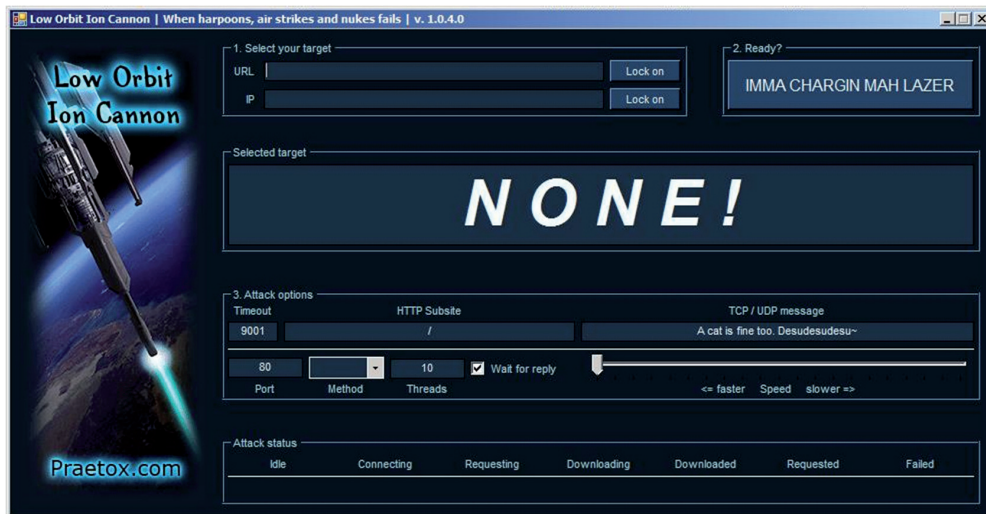 Low Orbit Ion Cannon | When harpoons, air strikes and nukes fails | v. 1.0.4.0
Low Orbit
Ion Cannon
Praetox.com
1. Select your target
URL Lock on
IP Lock on
2. Ready?
IMMA CHARGIN MAH LAZER
Selected target
NONE!
3. Attack options
Timeout HTTP Subsite TCP / UDP message
9001 / A cat is fine too. Desudesudesu~
80 10 Wait for reply
Port Method Threads <= faster Speed slower =>
Attack status
Idle Connecting Requesting Downloading Downloaded Requested Failed